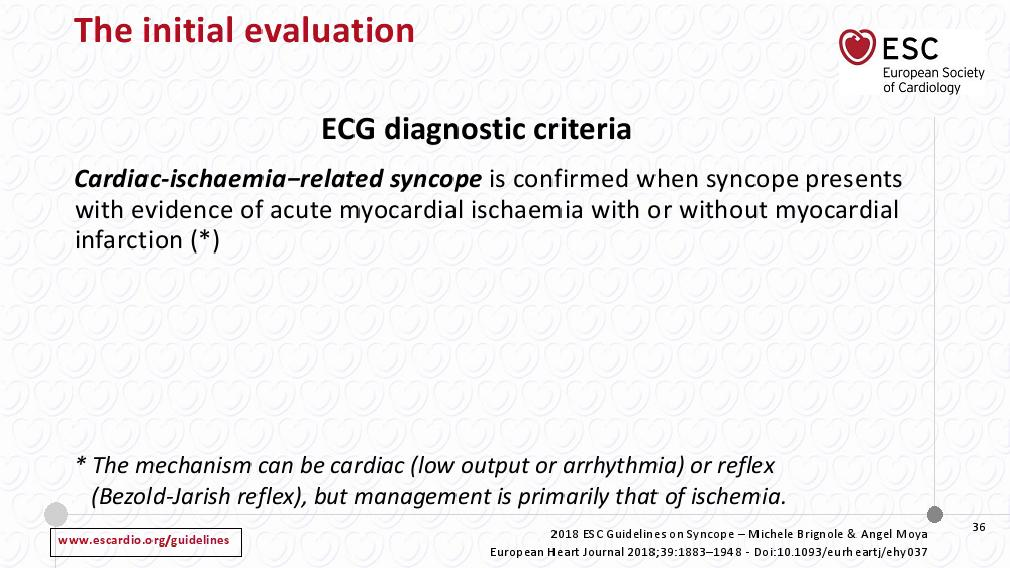 The initial evaluation
ESC
European Society
of Cardiology
ECG diagnostic criteria
Cardiac-ischaemia–related syncope is confirmed when syncope presents
with evidence of acute myocardial ischaemia with or without myocardial
infarction (*)
* The mechanism can be cardiac (low output or arrhythmia) or reflex
(Bezold-Jarish reflex), but management is primarily that of ischemia.
www.escardio.org/guidelines
2018 ESC Guidelines on Syncope – Michele Brignole & Angel Moya
European Heart Journal 2018;39:1883–1948 - Doi:10.1093/eurheartj/ehy037
36